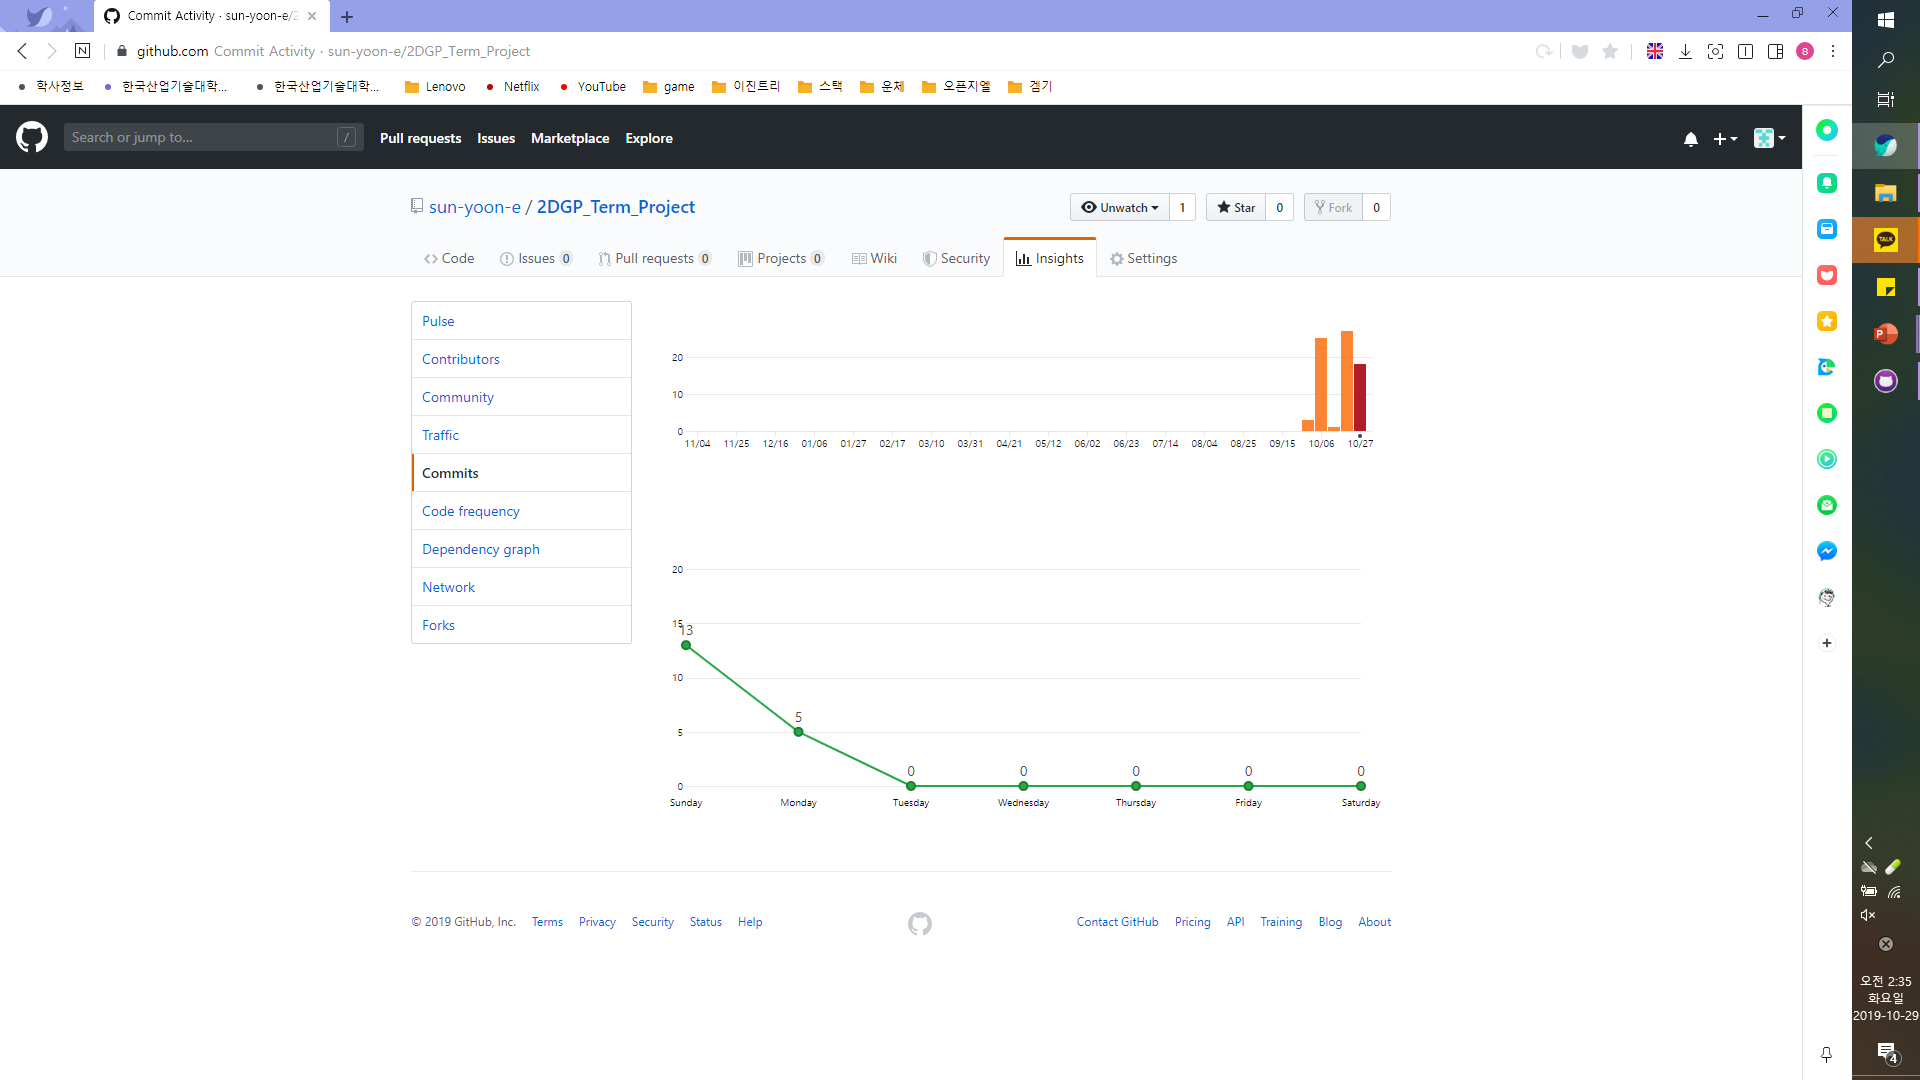 Commit Activity · sun-yoon-e/2
github.com Commit Activity · sun-yoon-e/2DGP_Term_Project
8
학사정보 한국산업기술대학... 한국산업기술대학... Lenovo Netflix YouTube game 이진트리 스택 운체 오픈지엘 겜기
Search or jump to... / Pull requests Issues Marketplace Explore
sun-yoon-e / 2DGP_Term_Project
Unwatch 1 Star 0 Fork 0
Code Issues 0 Pull requests 0 Projects 0 Wiki Security Insights Settings
Pulse
Contributors
Community
Traffic
Commits
Code frequency
Dependency graph
Network
Forks
20
10
0
11/04 11/25 12/16 01/06 01/27 02/17 03/10 03/31 04/21 05/12 06/02 06/23 07/14 08/04 08/25 09/15 10/06 10/27
20
15
13
10
5
5
0 0 0 0 0
0
Sunday Monday Tuesday Wednesday Thursday Friday Saturday
© 2019 GitHub, Inc. Terms Privacy Security Status Help
Contact GitHub Pricing API Training Blog About
TALK
P
오전 2:35
화요일
2019-10-29
4